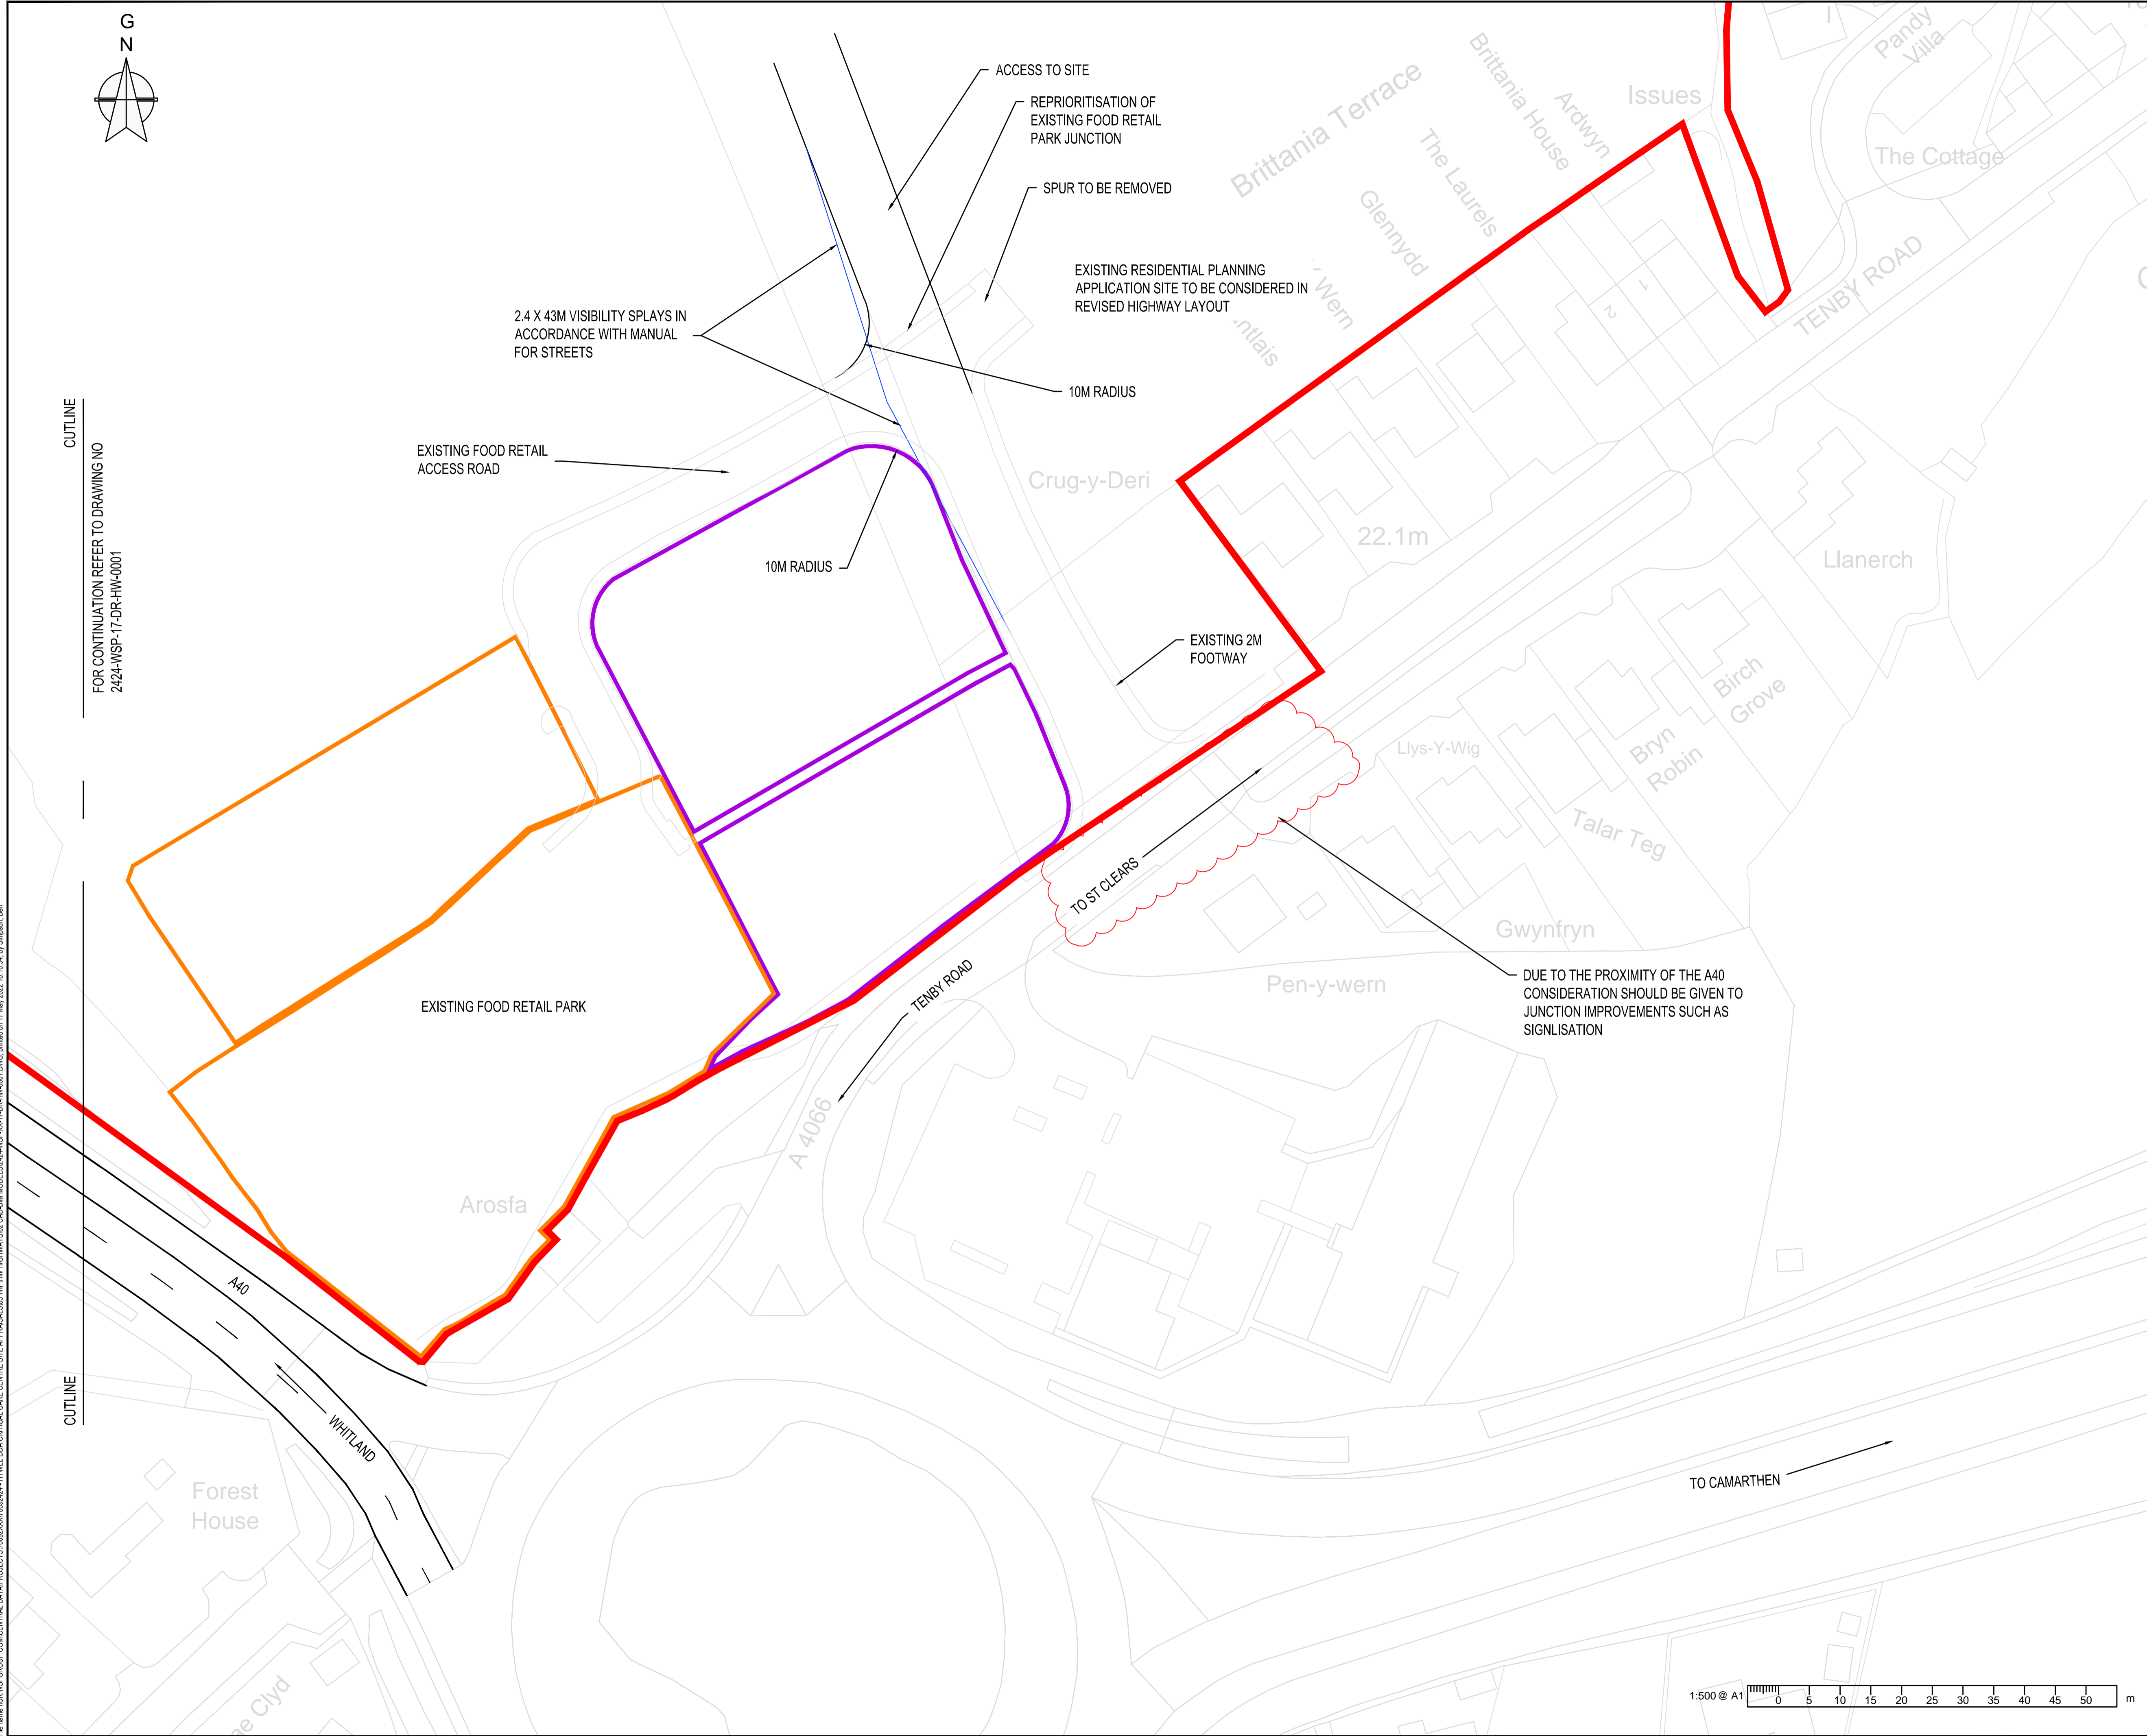 G
N
ACCESS TO SITE
REPRIORITISATION OF
EXISTING FOOD RETAIL
PARK JUNCTION
SPUR TO BE REMOVED
EXISTING RESIDENTIAL PLANNING
APPLICATION SITE TO BE CONSIDERED IN
REVISED HIGHWAY LAYOUT
2.4 X 43M VISIBILITY SPLAYS IN
ACCORDANCE WITH MANUAL
FOR STREETS
10M RADIUS
EXISTING FOOD RETAIL
ACCESS ROAD
10M RADIUS
CUTLINE
FOR CONTINUATION REFER TO DRAWING NO
2424-WSP-17-DR-HW-0001
EXISTING 2M
FOOTWAY
Brittania Terrace
Brittania House
Ardwyn
The Laurels
Glennydd
Wern
ntlais
Issues
Pandy
Villa
The Cottage
TENBY ROAD
1
2
Crug-y-Deri
22.1m
Llanerch
Birch
Grove
Bryn
Robin
Llys-Y-Wig
Talar Teg
Gwynfryn
Pen-y-wern
TO ST CLEARS
TENBY ROAD
DUE TO THE PROXIMITY OF THE A40
CONSIDERATION SHOULD BE GIVEN TO
JUNCTION IMPROVEMENTS SUCH AS
SIGNLISATION
EXISTING FOOD RETAIL PARK
A 4066
Arosfa
A40
WHITLAND
CUTLINE
Forest
House
Clyd
TO CAMARTHEN
1:500 @ A1
0 5 10 15 20 25 30 35 40 45 50 m